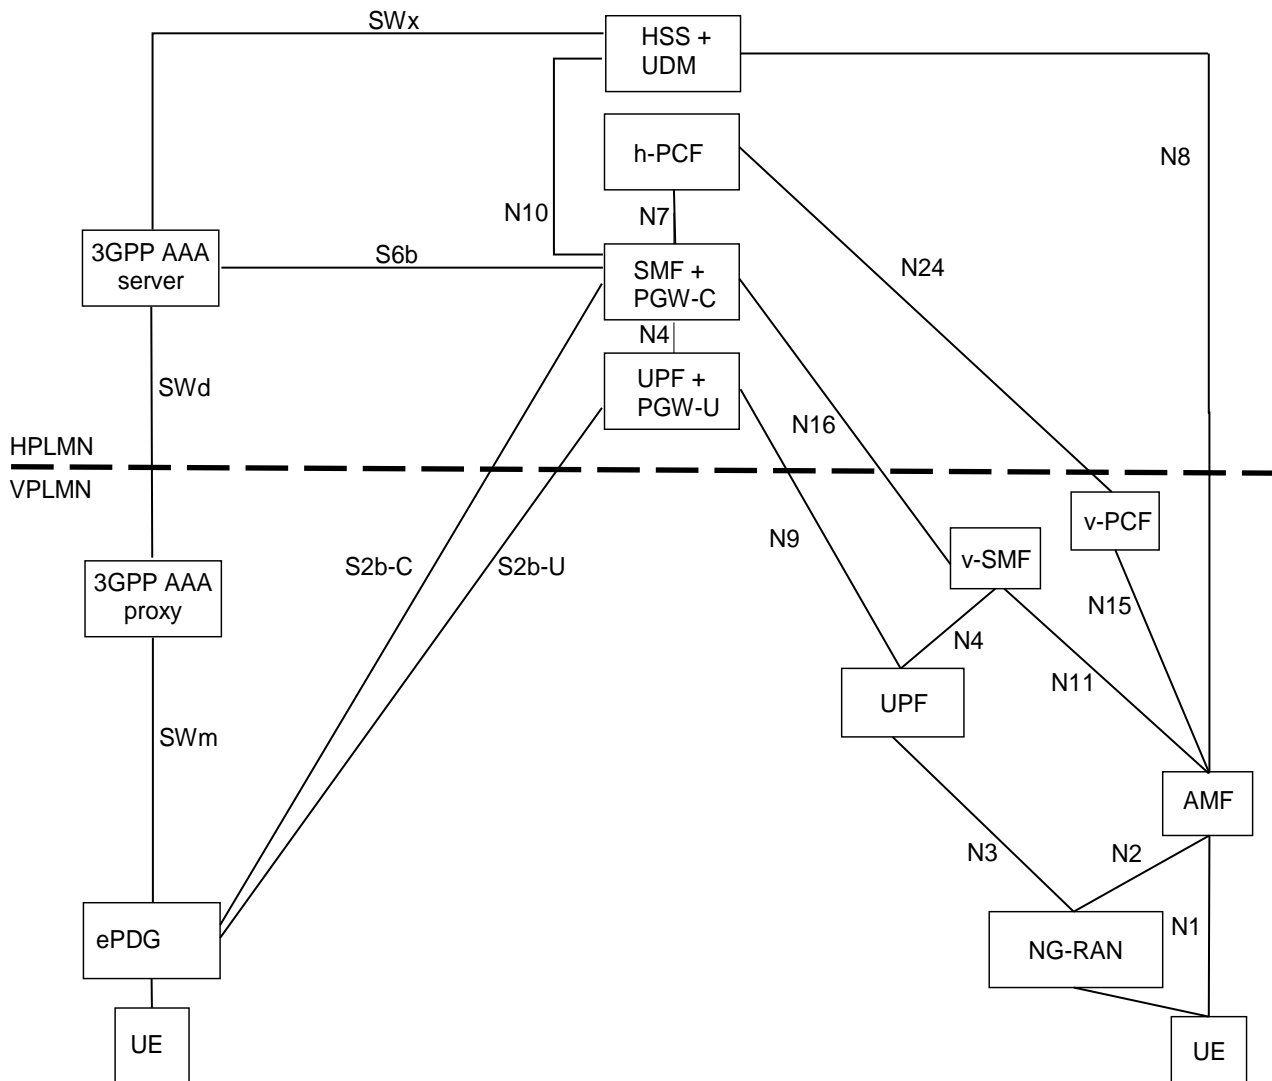 SWx
HSS +
UDM
h-PCF
N8
N10
N7
3GPP AAA
server
S6b
SMF +
PGW-C
N24
N4
SWd
UPF +
PGW-U
N16
HPLMN
VPLMN
v-PCF
N9
v-SMF
S2b-C
S2b-U
3GPP AAA
proxy
N15
N4
N11
UPF
SWm
AMF
N3
N2
ePDG
N1
NG-RAN
UE
UE